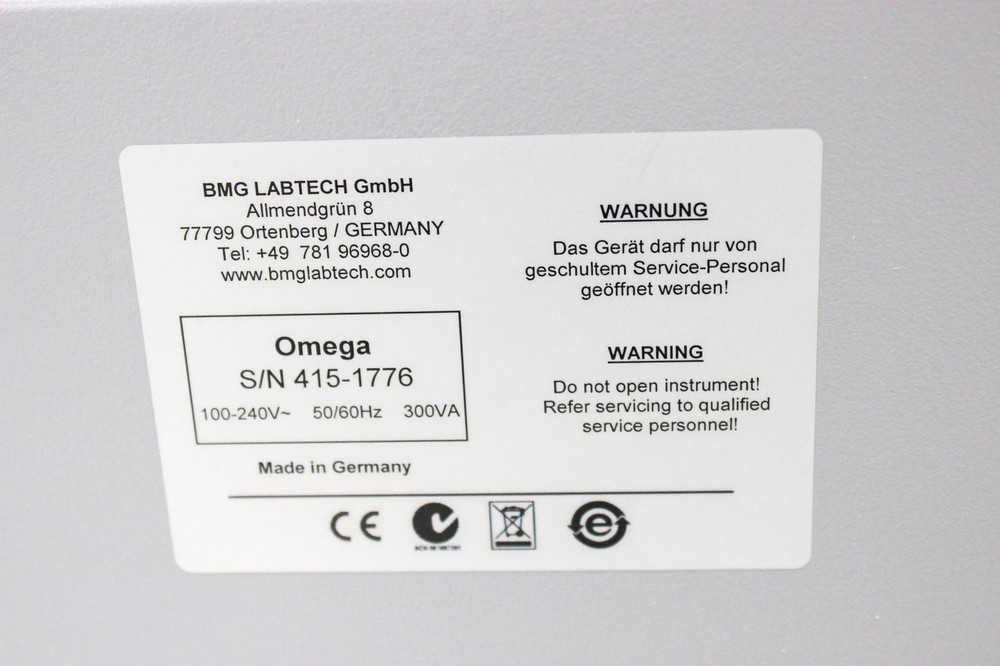 BMG LABTECH GmbH
Allmendgrün 8
77799 Ortenberg / GERMANY
Tel: +49 781 96968-0
www.bmglabtech.com
Omega
S/N 415-1776
100-240V~ 50/60Hz 300VA
Made in Germany
WARNUNG
Das Gerät darf nur von
geschultem Service-Personal
geöffnet werden!
WARNING
Do not open instrument!
Refer servicing to qualified
service personnel!
CE
e